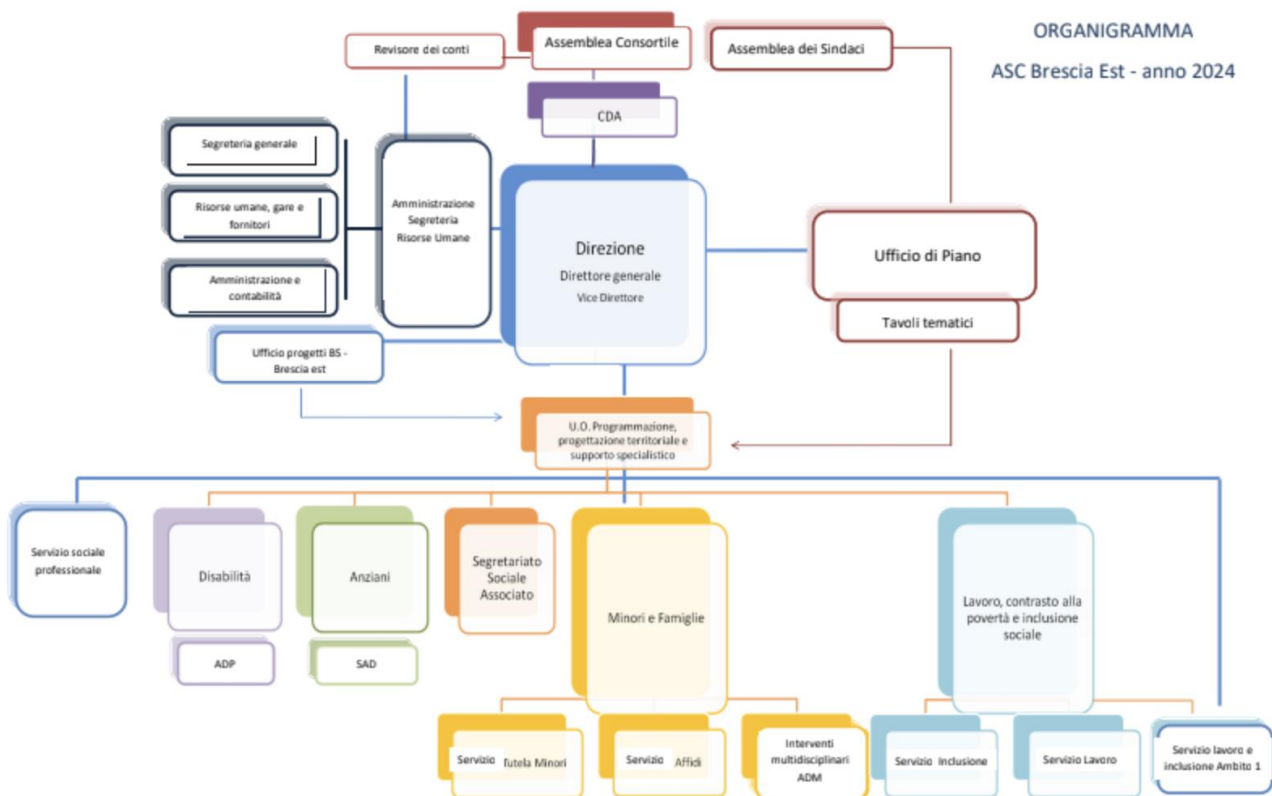 ORGANIGRAMMA
ASC Brescia Est - anno 2024
Revisore dei conti
Assemblea Consortile
Assemblea dei Sindaci
CDA
Segreteria generale
Risorse umane, gare e
fornitori
Amministrazione e
contabilità
Amministrazione
Segreteria
Risorse Umane
Direzione
Direttore generale
Vice Direttore
Ufficio di Piano
Tavoli tematici
Ufficio progetti BS -
Brescia est
U.O. Programmazione,
progettazione territoriale e
supporto specialistico
Servizio sociale
professionale
Disabilità
Anziani
Segretariato
Sociale
Associato
Minori e Famiglie
Lavoro, contrasto alla
povertà e inclusione
sociale
ADP
SAD
Servizio Tutela Minori
Servizio Affidi
Interventi
multidisciplinari
ADM
Servizio Inclusione
Servizio Lavoro
Servizio lavoro e
inclusione Ambito 1